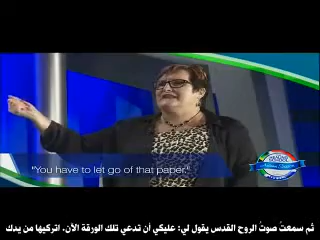 "You have to let go of that paper."
ثم سمعتُ صوتُ الروح القدس يقول لي: عليكي أن تدعي تلك الورقة الآن. اتركيها من يدك